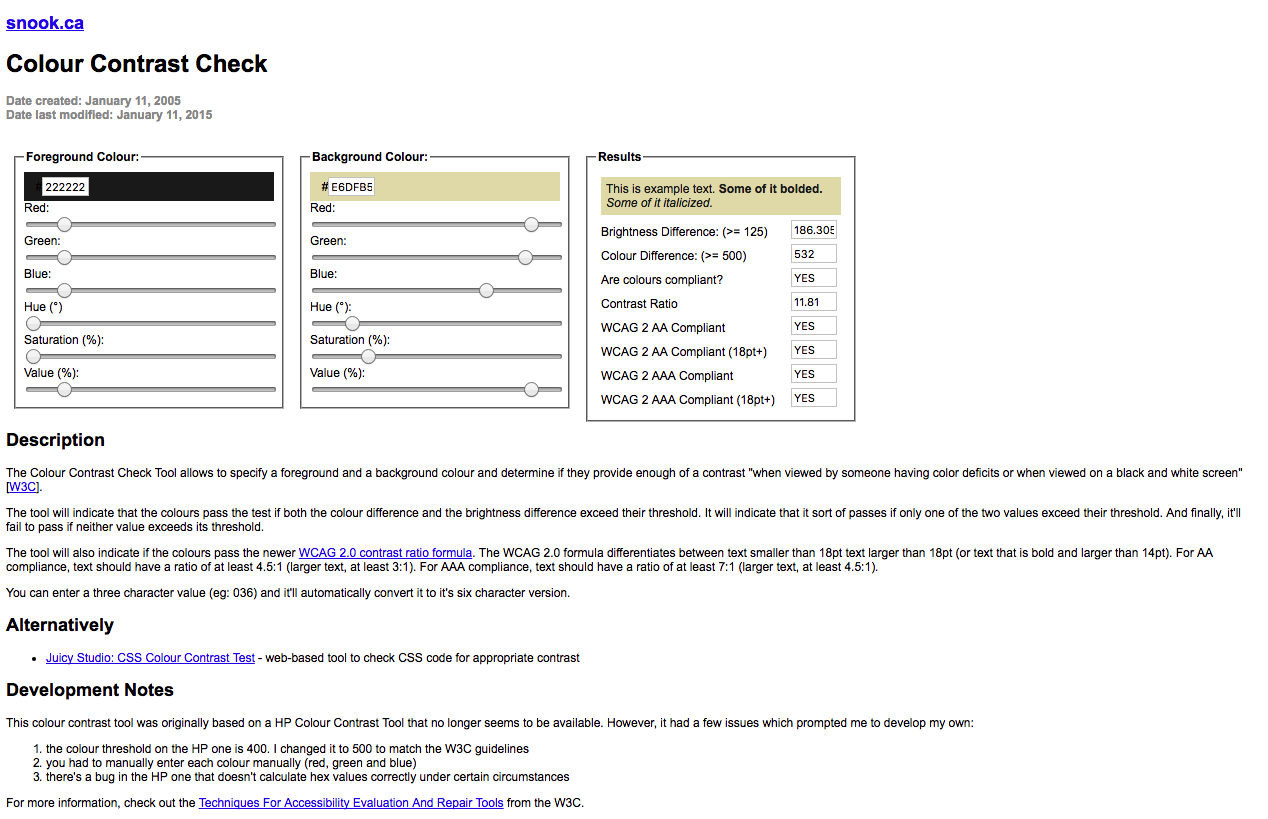 snook.ca
Colour Contrast Check
Date created: January 11, 2005
Date last modified: January 11, 2015
Foreground Colour:
#222222
Red:
Green:
Blue:
Hue (°)
Saturation (%):
Value (%):
Background Colour:
#E6DFB5
Red:
Green:
Blue:
Hue (°):
Saturation (%):
Value (%):
Results
This is example text. Some of it bolded.
Some of it italicized.
Brightness Difference: (>= 125) 186.305
Colour Difference: (>= 500) 532
Are colours compliant? YES
Contrast Ratio 11.81
WCAG 2 AA Compliant YES
WCAG 2 AA Compliant (18pt+) YES
WCAG 2 AAA Compliant YES
WCAG 2 AAA Compliant (18pt+) YES
Description
The Colour Contrast Check Tool allows to specify a foreground and a background colour and determine if they provide enough of a contrast "when viewed by someone having color deficits or when viewed on a black and white screen"
[W3C].
The tool will indicate that the colours pass the test if both the colour difference and the brightness difference exceed their threshold. It will indicate that it sort of passes if only one of the two values exceed their threshold. And finally, it'll
fail to pass if neither value exceeds its threshold.
The tool will also indicate if the colours pass the newer WCAG 2.0 contrast ratio formula. The WCAG 2.0 formula differentiates between text smaller than 18pt text larger than 18pt (or text that is bold and larger than 14pt). For AA
compliance, text should have a ratio of at least 4.5:1 (larger text, at least 3:1). For AAA compliance, text should have a ratio of at least 7:1 (larger text, at least 4.5:1).
You can enter a three character value (eg: 036) and it'll automatically convert it to it's six character version.
Alternatively
• Juicy Studio: CSS Colour Contrast Test - web-based tool to check CSS code for appropriate contrast
Development Notes
This colour contrast tool was originally based on a HP Colour Contrast Tool that no longer seems to be available. However, it had a few issues which prompted me to develop my own:
1. the colour threshold on the HP one is 400. I changed it to 500 to match the W3C guidelines
2. you had to manually enter each colour manually (red, green and blue)
3. there's a bug in the HP one that doesn't calculate hex values correctly under certain circumstances
For more information, check out the Techniques For Accessibility Evaluation And Repair Tools from the W3C.